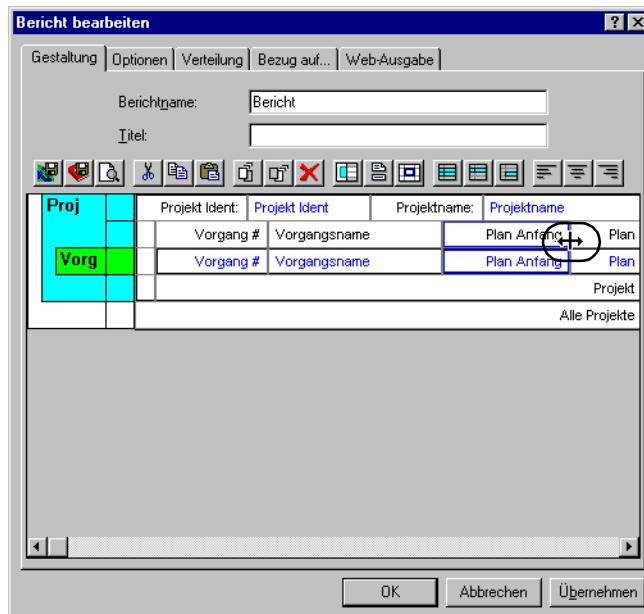 Bericht bearbeiten
Gestaltung Optionen Verteilung Bezug auf... Web-Ausgabe
Berichtname: Bericht
Titel:
Proj Projekt Ident: Projekt Ident Projektname: Projektname
Vorgang # Vorgangsname Plan Anfang Plan
Vorg Vorgang # Vorgangsname Plan Anfang Plan
Projekt
Alle Projekte
OK Abbrechen Übernehmen